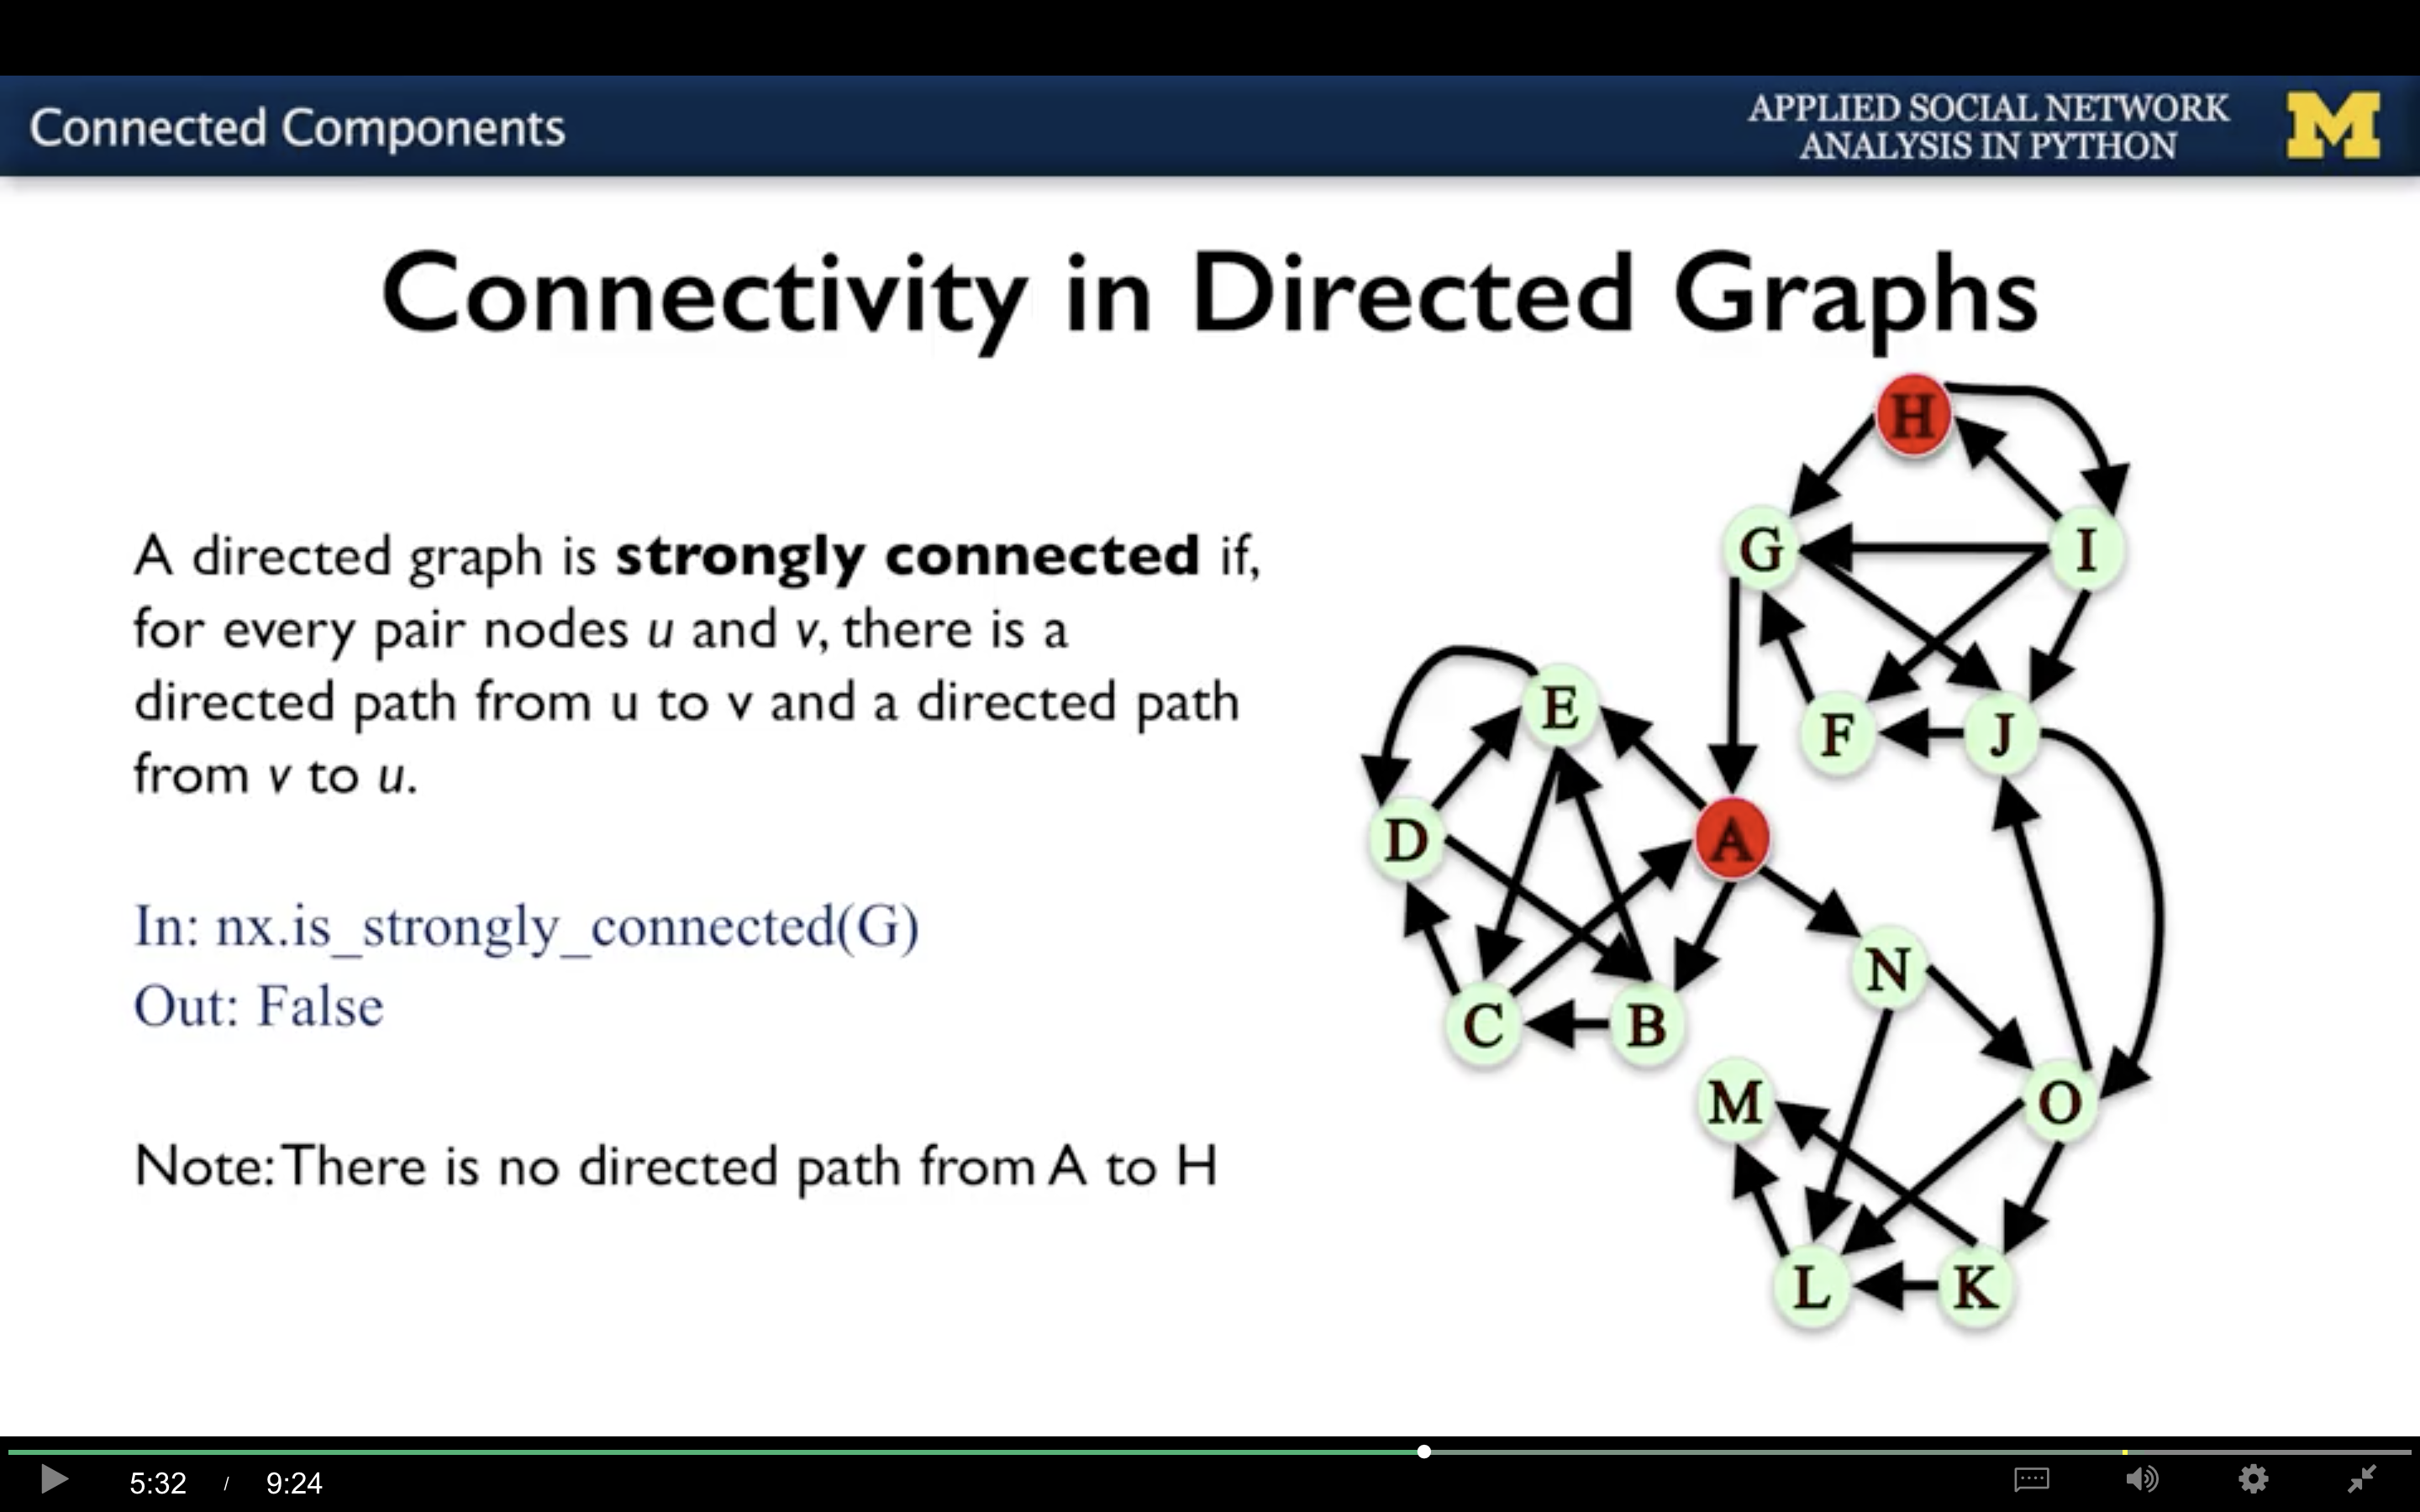 Connected Components
APPLIED SOCIAL NETWORK
ANALYSIS IN PYTHON
M
Connectivity in Directed Graphs
A directed graph is strongly connected if,
for every pair nodes u and v, there is a
directed path from u to v and a directed path
from v to u.
In: nx.is_strongly_connected(G)
Out: False
Note: There is no directed path from A to H
H
G
I
E
F
J
D
A
N
C
B
M
O
L
K
5:32 / 9:24